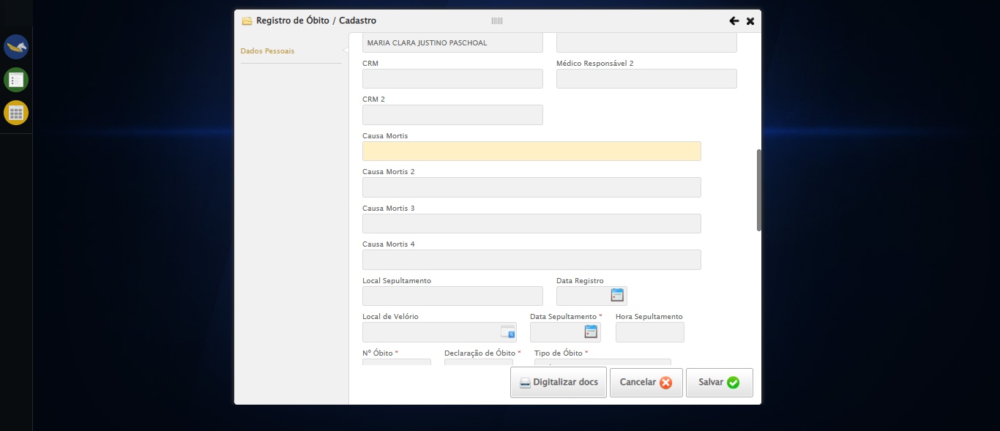 Registro de Óbito / Cadastro
Dados Pessoais
MARIA CLARA JUSTINO PASCHOAL
CRM
Médico Responsável 2
CRM 2
Causa Mortis
Causa Mortis 2
Causa Mortis 3
Causa Mortis 4
Local Sepultamento
Data Registro
Local de Velório
Data Sepultamento *
Hora Sepultamento
Nº Óbito *
Declaração de Óbito *
Tipo de Óbito *
Digitalizar docs
Cancelar
Salvar